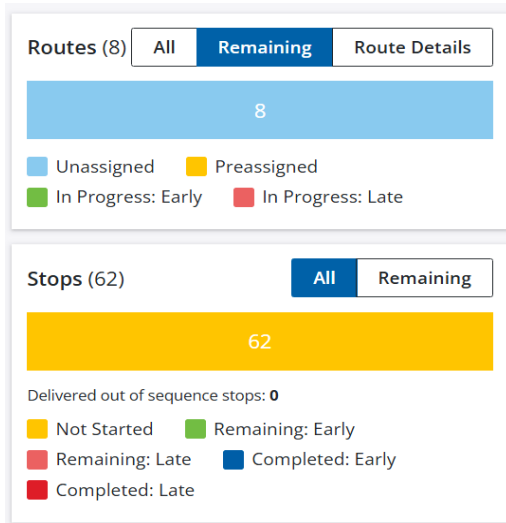 Routes (8) All Remaining Route Details
8
Unassigned Preassigned
In Progress: Early In Progress: Late
Stops (62) All Remaining
62
Delivered out of sequence stops: 0
Not Started Remaining: Early
Remaining: Late Completed: Early
Completed: Late